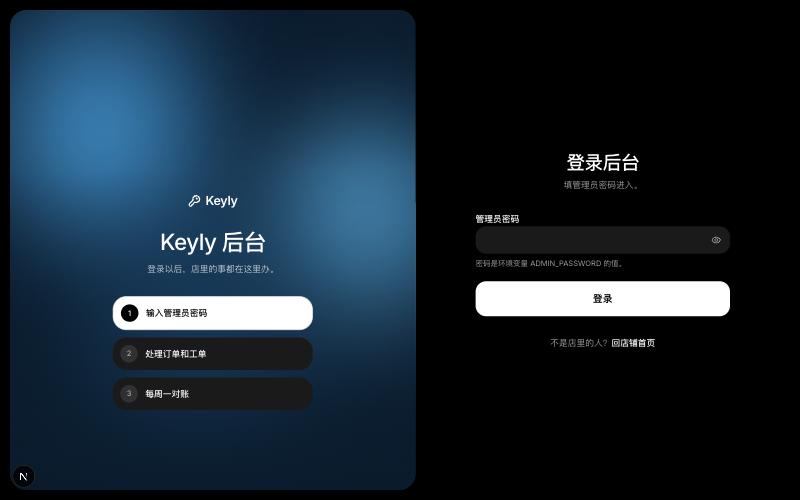 Keyly
Keyly 后台
登录以后，店里的事都在这里办。
1 输入管理员密码
2 处理订单和工单
3 每周一对账
N
登录后台
填管理员密码进入。
管理员密码
密码是环境变量 ADMIN_PASSWORD 的值。
登录
不是店里的人？回店铺首页